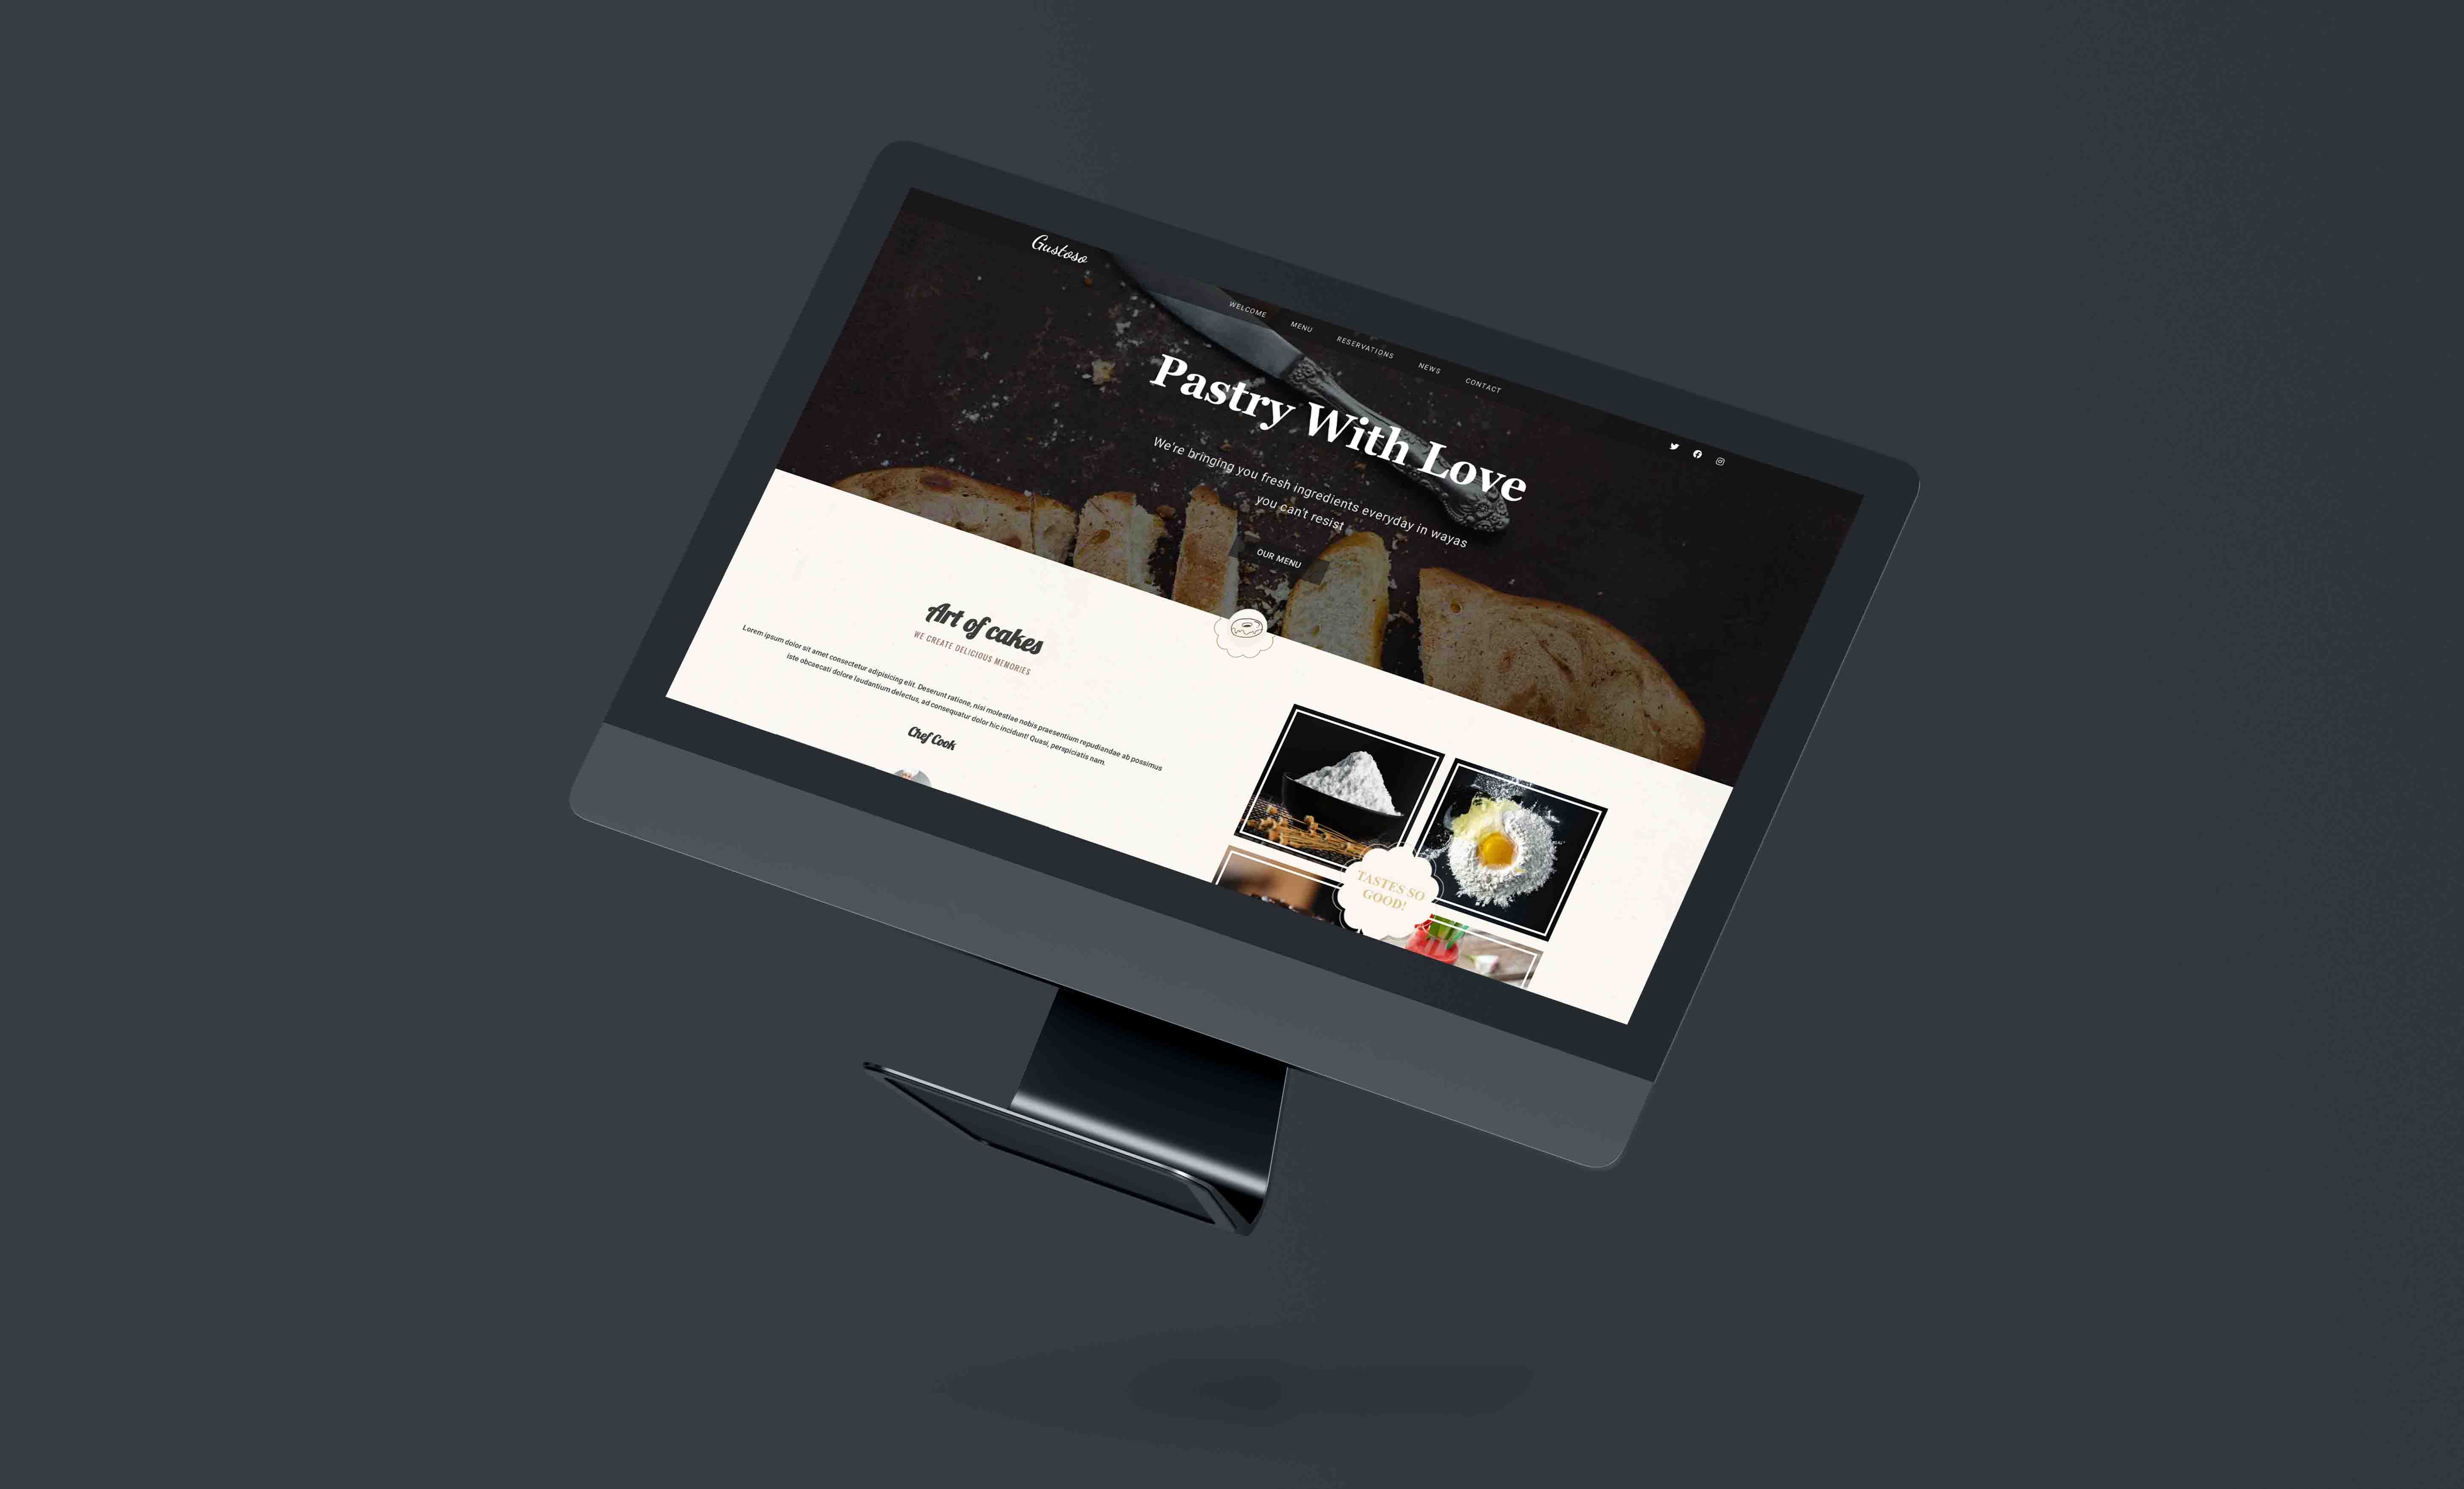 Gustoso
WELCOME
MENU
RESERVATIONS
NEWS
CONTACT
Pastry With Love
We're bringing you fresh ingredients everyday in wayas
you can't resist
OUR MENU
Art of cakes
WE CREATE DELICIOUS MEMORIES
Lorem ipsum dolor sit amet consectetur adipisicing elit. Deserunt ratione, nisi molestiae nobis praesentium repudiandae ab possimus
iste obcaecati dolore laudantium delectus, ad consequatur dolor hic incidunt! Quasi, perspiciatis nam.
Chef Cook
TASTES SO
GOOD!